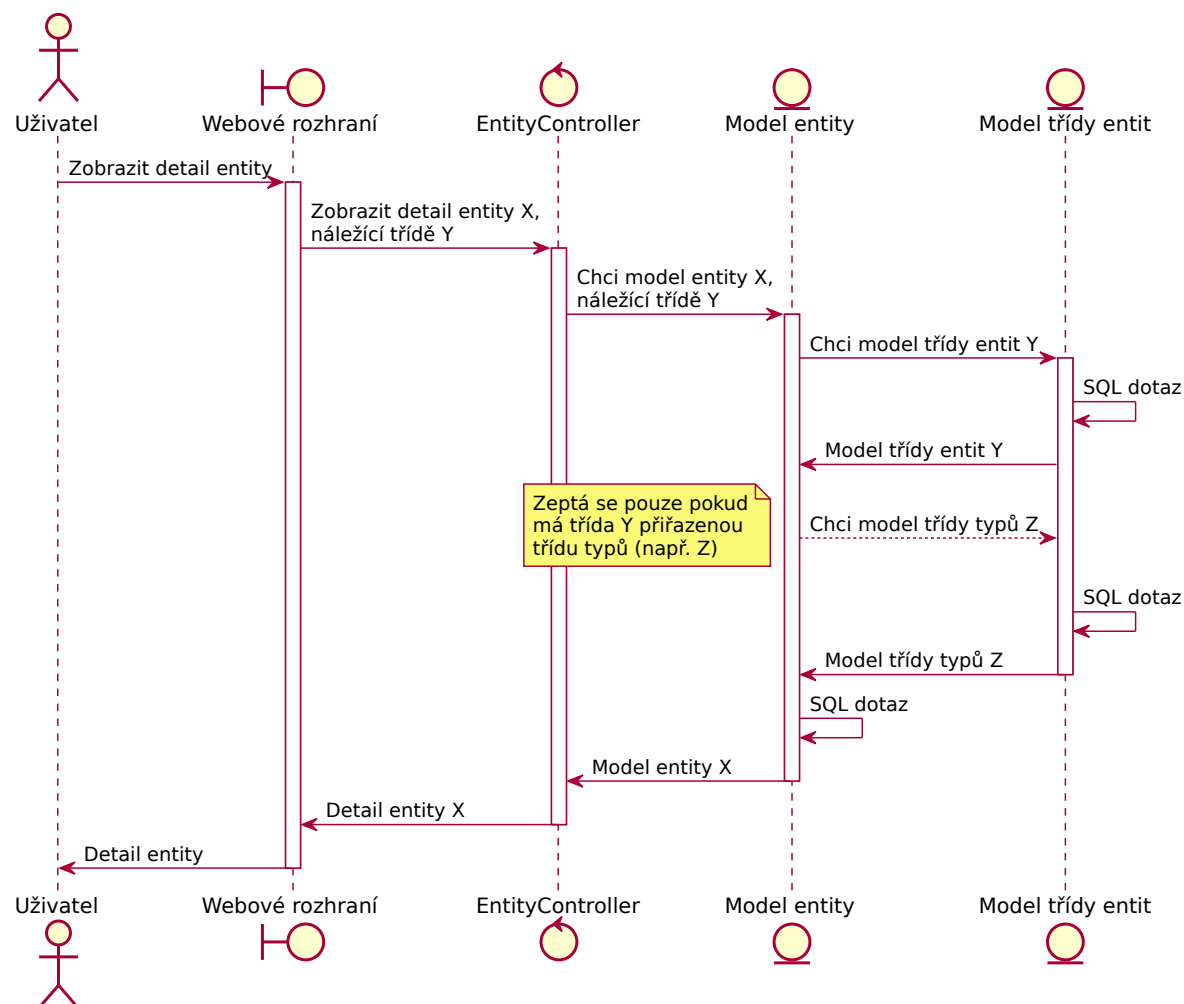 Uživatel
Webové rozhraní
EntityController
Model entity
Model třídy entit
Zobrazit detail entity
Zobrazit detail entity X,
náležící třídě Y
Chci model entity X,
náležící třídě Y
Chci model třídy entit Y
SQL dotaz
Model třídy entit Y
Zeptá se pouze pokud
má třída Y přiřazenou
třídu typů (např. Z)
Chci model třídy typů Z
SQL dotaz
Model třídy typů Z
SQL dotaz
Model entity X
Detail entity X
Detail entity
Uživatel
Webové rozhraní
EntityController
Model entity
Model třídy entit